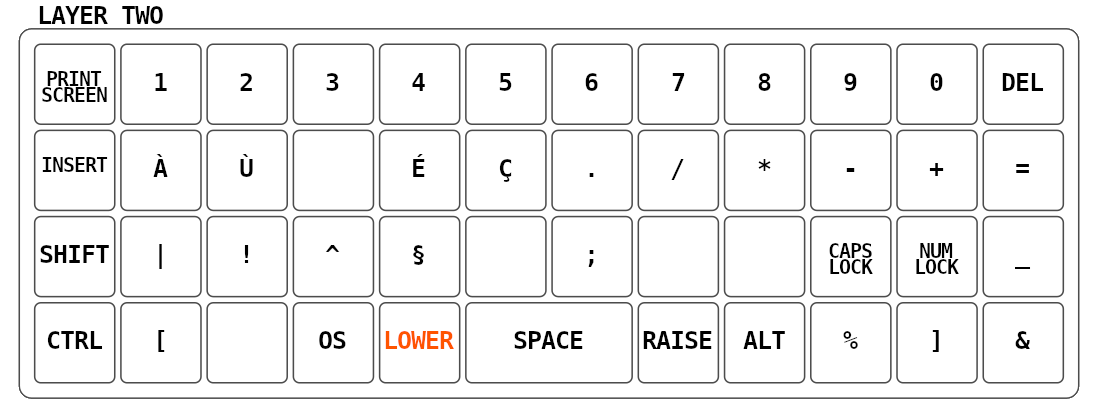 LAYER TWO
PRINT SCREEN 1 2 3 4 5 6 7 8 9 0 DEL
INSERT À Ù É Ç . / * - + =
SHIFT | ! ^ § ; CAPS LOCK NUM LOCK _
CTRL [ OS LOWER SPACE RAISE ALT % ] &